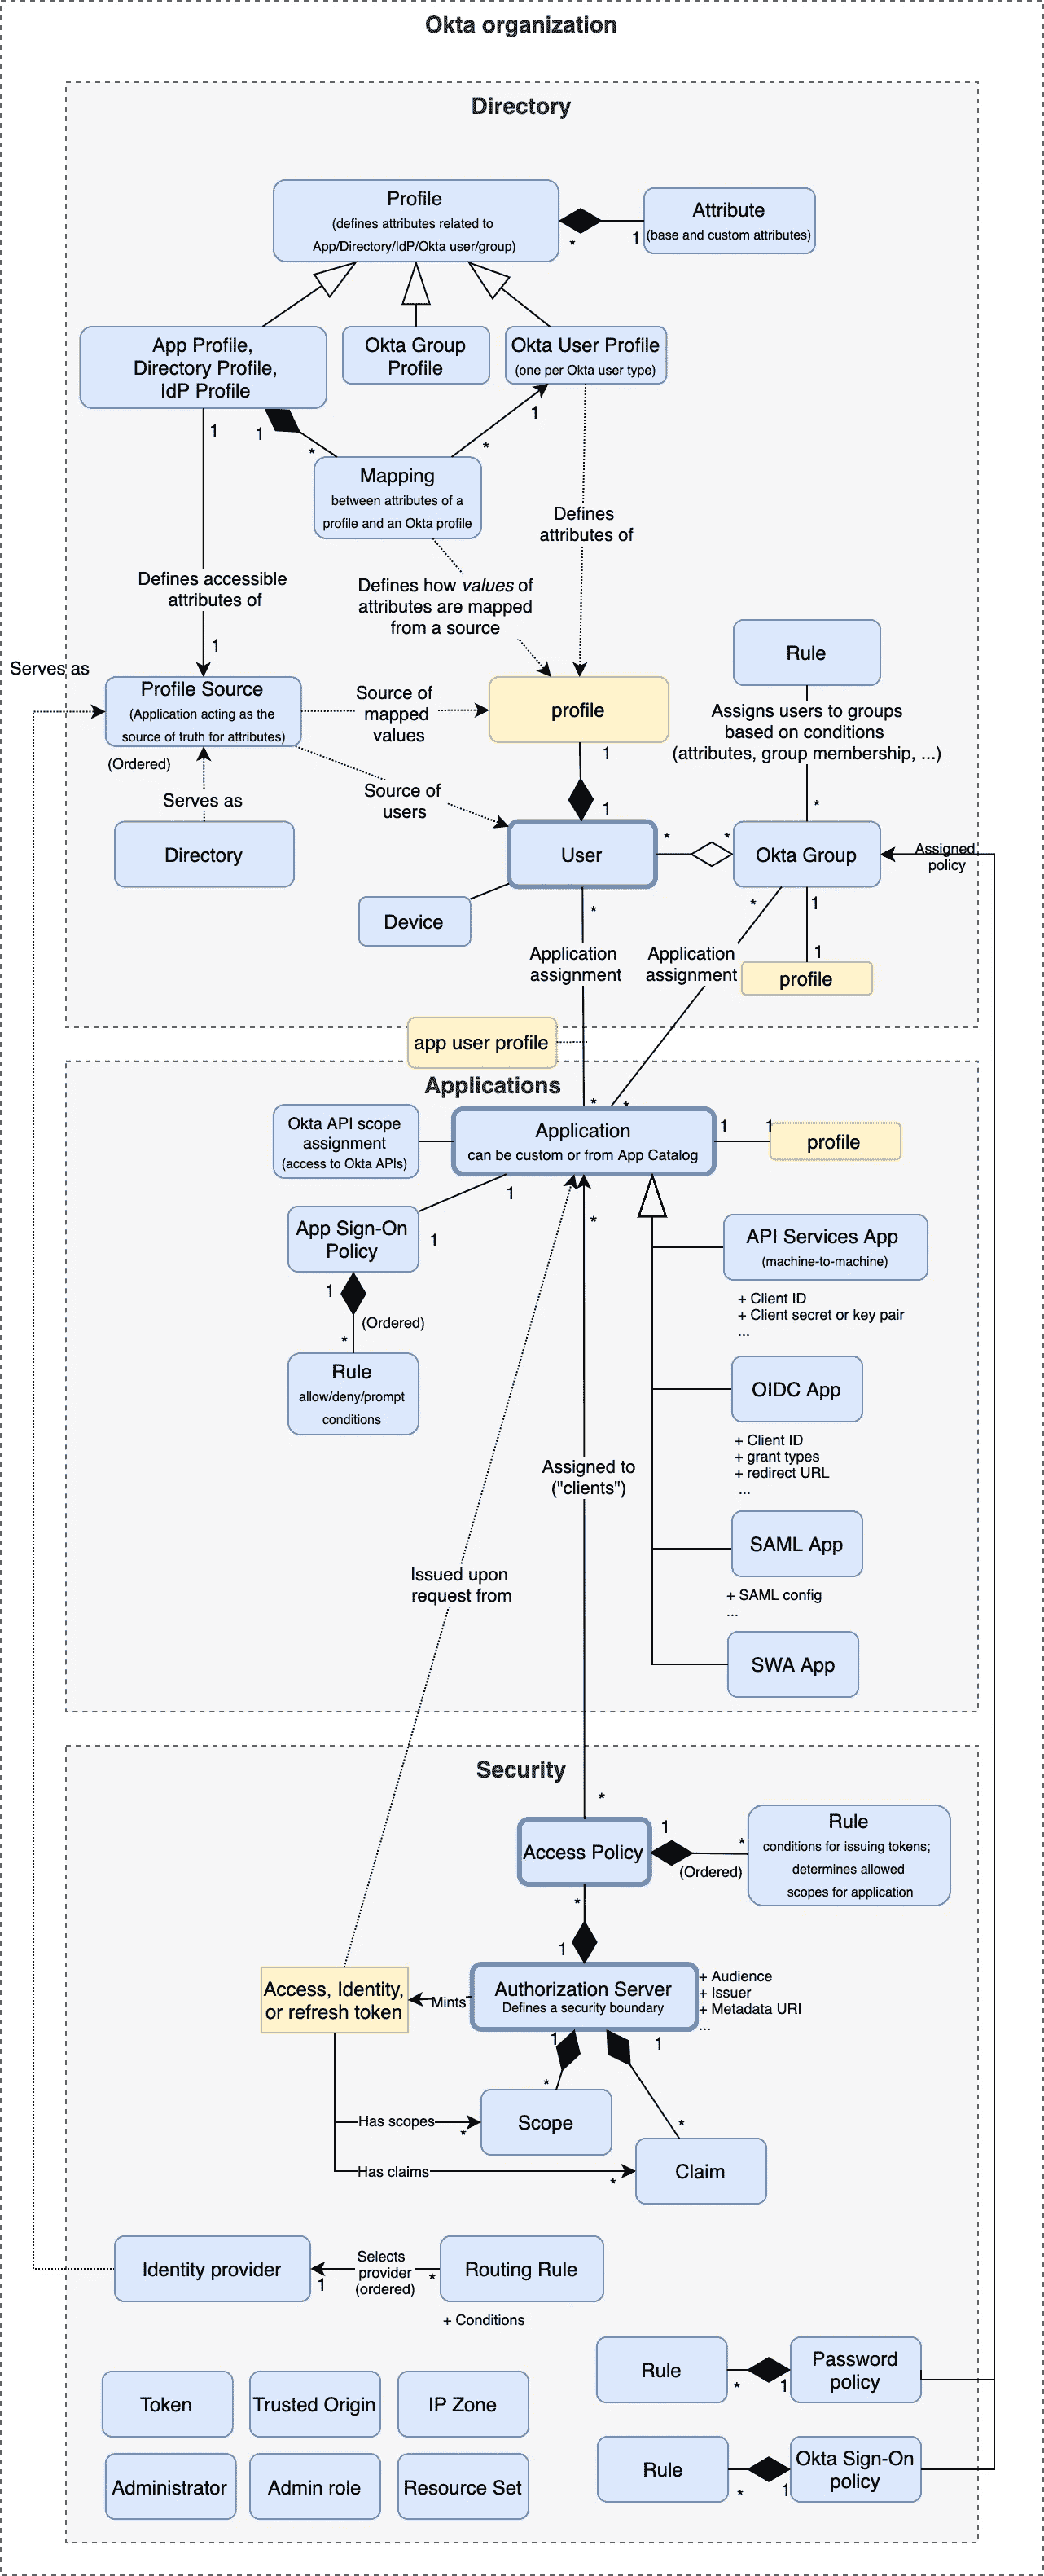 Okta organization
Directory
Profile
(defines attributes related to
App/Directory/IdP/Okta user/group)
*
1
Attribute
(base and custom attributes)
App Profile,
Directory Profile,
IdP Profile
Okta Group
Profile
Okta User Profile
(one per Okta user type)
1
1
*
1
*
Mapping
between attributes of a
profile and an Okta profile
Defines
attributes of
Defines accessible
attributes of
Defines how values of
attributes are mapped
from a source
1
Serves as
Profile Source
(Application acting as the
source of truth for attributes)
(Ordered)
Source of
mapped
values
profile
Rule
Assigns users to groups
based on conditions
(attributes, group membership, ...)
1
Serves as
Source of
users
1
*
Directory
User
*
*
Okta Group
Assigned
policy
Device
*
*
1
Application
assignment
Application
assignment
1
profile
app user profile
Applications
Okta API scope
assignment
(access to Okta APIs)
*
*
Application
can be custom or from App Catalog
1
1
profile
1
App Sign-On
Policy
1
*
1
(Ordered)
*
Rule
allow/deny/prompt
conditions
API Services App
(machine-to-machine)
+ Client ID
+ Client secret or key pair
...
OIDC App
+ Client ID
+ grant types
+ redirect URL
...
Assigned to
("clients")
SAML App
+ SAML config
...
Issued upon
request from
SWA App
Security
*
Access Policy
1
(Ordered)
*
Rule
conditions for issuing tokens;
determines allowed
scopes for application
*
1
Access, Identity,
or refresh token
Mints
Authorization Server
Defines a security boundary
+ Audience
+ Issuer
+ Metadata URI
...
1
1
*
*
Has scopes
*
Scope
Has claims
*
Claim
Identity provider
1
Selects
provider
(ordered)
*
Routing Rule
+ Conditions
Rule
*
1
Password
policy
Token
Trusted Origin
IP Zone
Rule
*
1
Okta Sign-On
policy
Administrator
Admin role
Resource Set